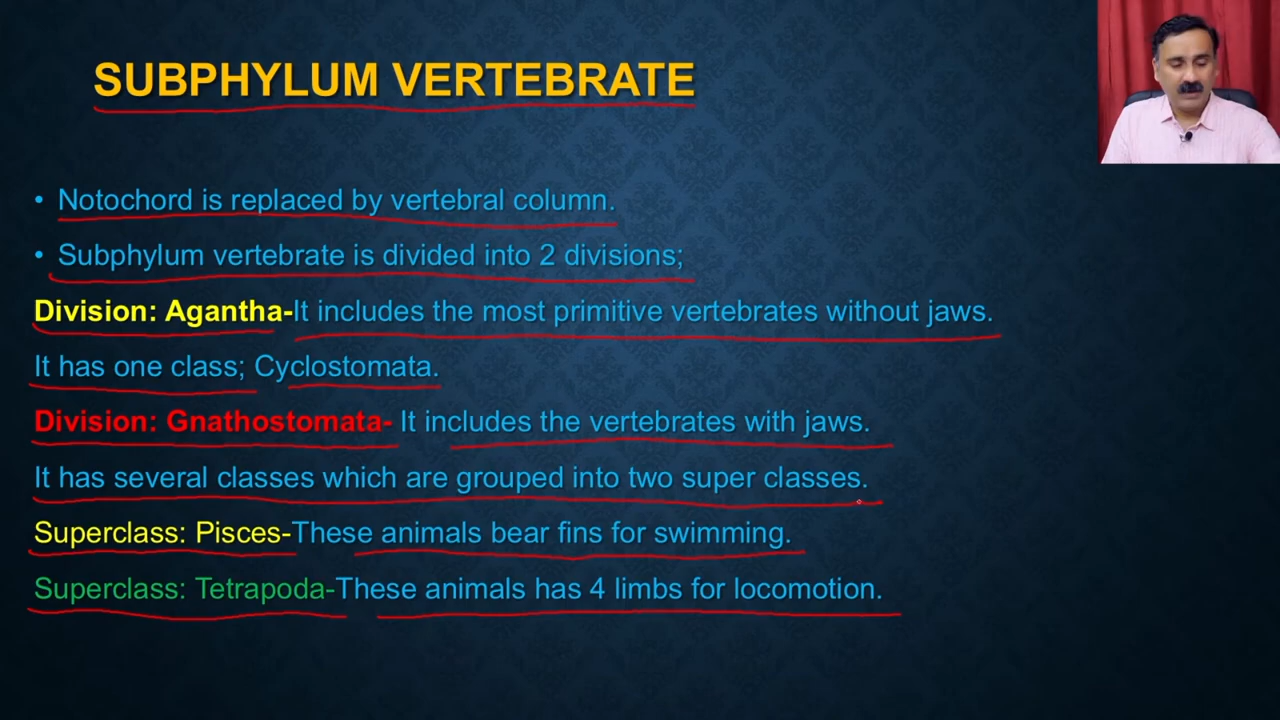 SUBPHYLUM VERTEBRATE
• Notochord is replaced by vertebral column.
• Subphylum vertebrate is divided into 2 divisions;
Division: Agantha-It includes the most primitive vertebrates without jaws.
It has one class; Cyclostomata.
Division: Gnathostomata- It includes the vertebrates with jaws.
It has several classes which are grouped into two super classes.
Superclass: Pisces-These animals bear fins for swimming.
Superclass: Tetrapoda-These animals has 4 limbs for locomotion.